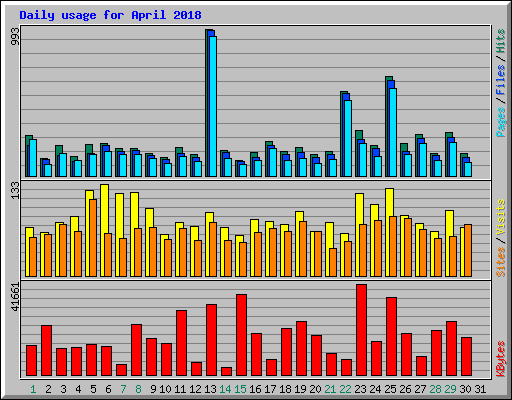 Daily usage for April 2018
993
Pages / Files / Hits
133
Sites / Visits
41661
KBytes
1 2 3 4 5 6 7 8 9 10 11 12 13 14 15 16 17 18 19 20 21 22 23 24 25 26 27 28 29 30 31